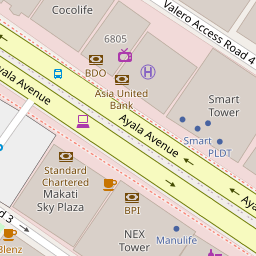 Cocolife
Valero Access Road 4
6805
BDO
Asia United
Bank
Ayala Avenue
Ayala Avenue
Smart
Tower
Smart
PLDT
Standard
Chartered
Makati
Sky Plaza
BPI
NEX
Tower
Manulife